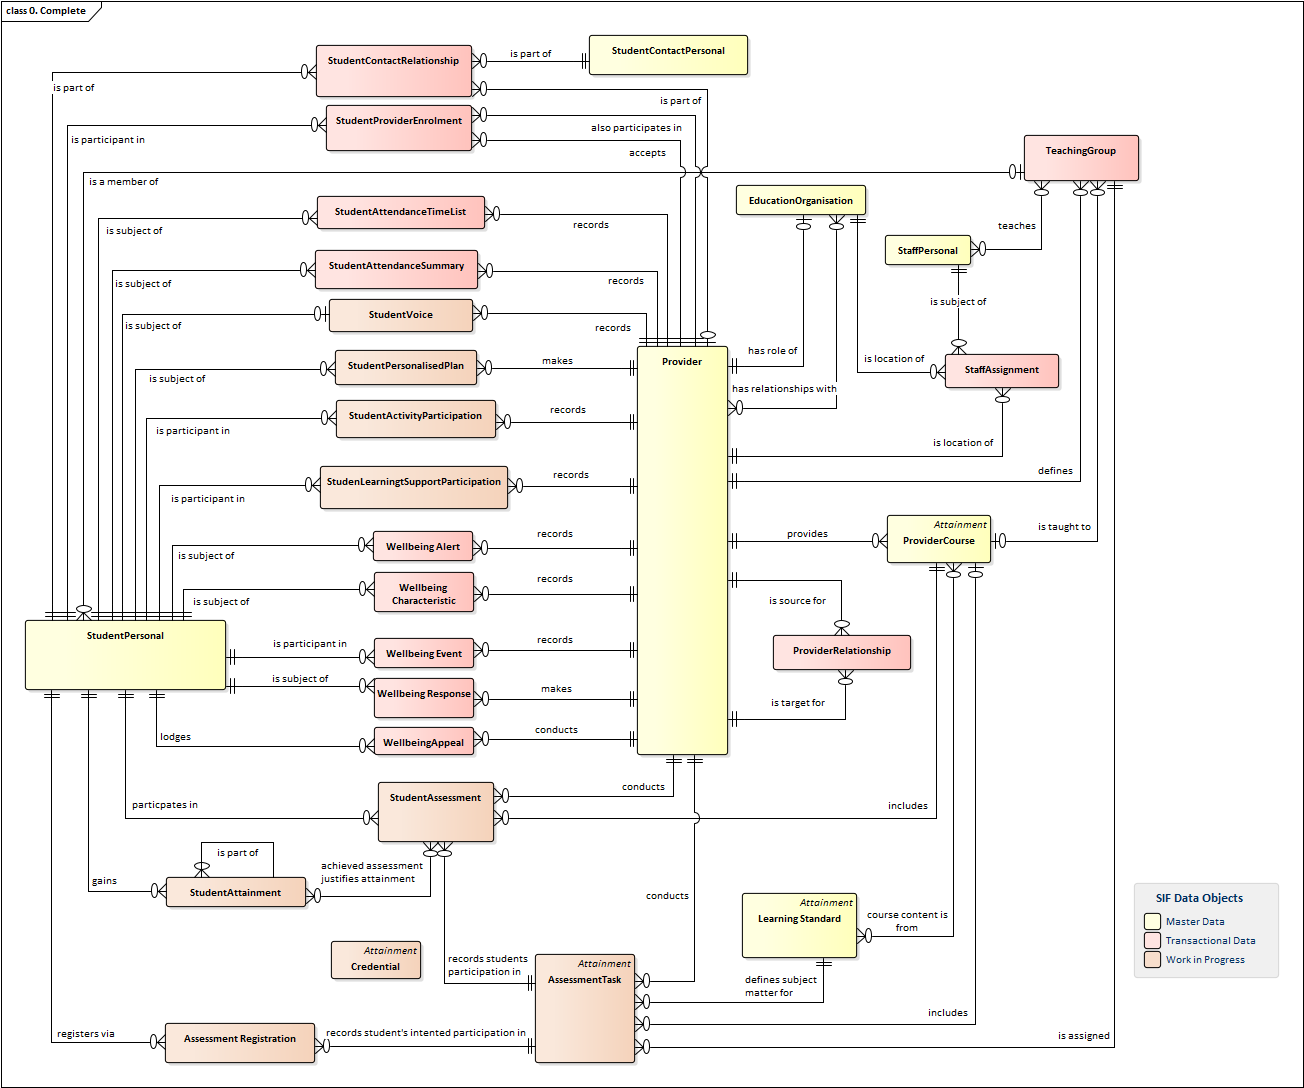 class 0. Complete
StudentContactPersonal
StudentContactRelationship
is part of
is part of
is part of
StudentProviderEnrolment
also participates in
is participant in
accepts
TeachingGroup
is a member of
EducationOrganisation
StudentAttendanceTimeList
records
is subject of
teaches
StaffPersonal
StudentAttendanceSummary
records
is subject of
is subject of
StudentVoice
is subject of
records
has role of
is location of
Provider
makes
StudentPersonalisedPlan
is subject of
StaffAssignment
has relationships with
records
StudentActivityParticipation
is participant in
is location of
defines
records
StudenLearningtSupportParticipation
is participant in
provides
Attainment
ProviderCourse
is taught to
records
Wellbeing Alert
is subject of
records
Wellbeing
Characteristic
is subject of
is source for
StudentPersonal
is participant in
Wellbeing Event
records
ProviderRelationship
is subject of
Wellbeing Response
makes
is target for
lodges
WellbeingAppeal
conducts
conducts
StudentAssessment
particpates in
includes
is part of
achieved assessment
justifies attainment
gains
StudentAttainment
conducts
Attainment
Learning Standard
course content is
from
SIF Data Objects
Master Data
Transactional Data
Work in Progress
Attainment
Credential
records students
participation in
Attainment
AssessmentTask
defines subject
matter for
includes
registers via
Assessment Registration
records student's intented participation in
is assigned